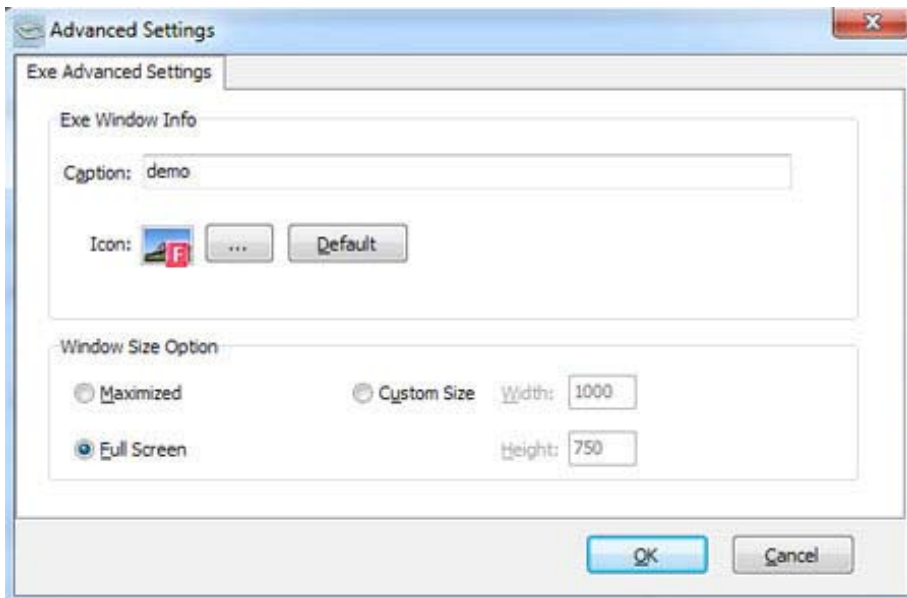 Advanced Settings
Exe Advanced Settings
Exe Window Info
Caption: demo
Icon: F ... Default
Window Size Option
Maximized Custom Size Width: 1000
Full Screen Height: 750
OK Cancel